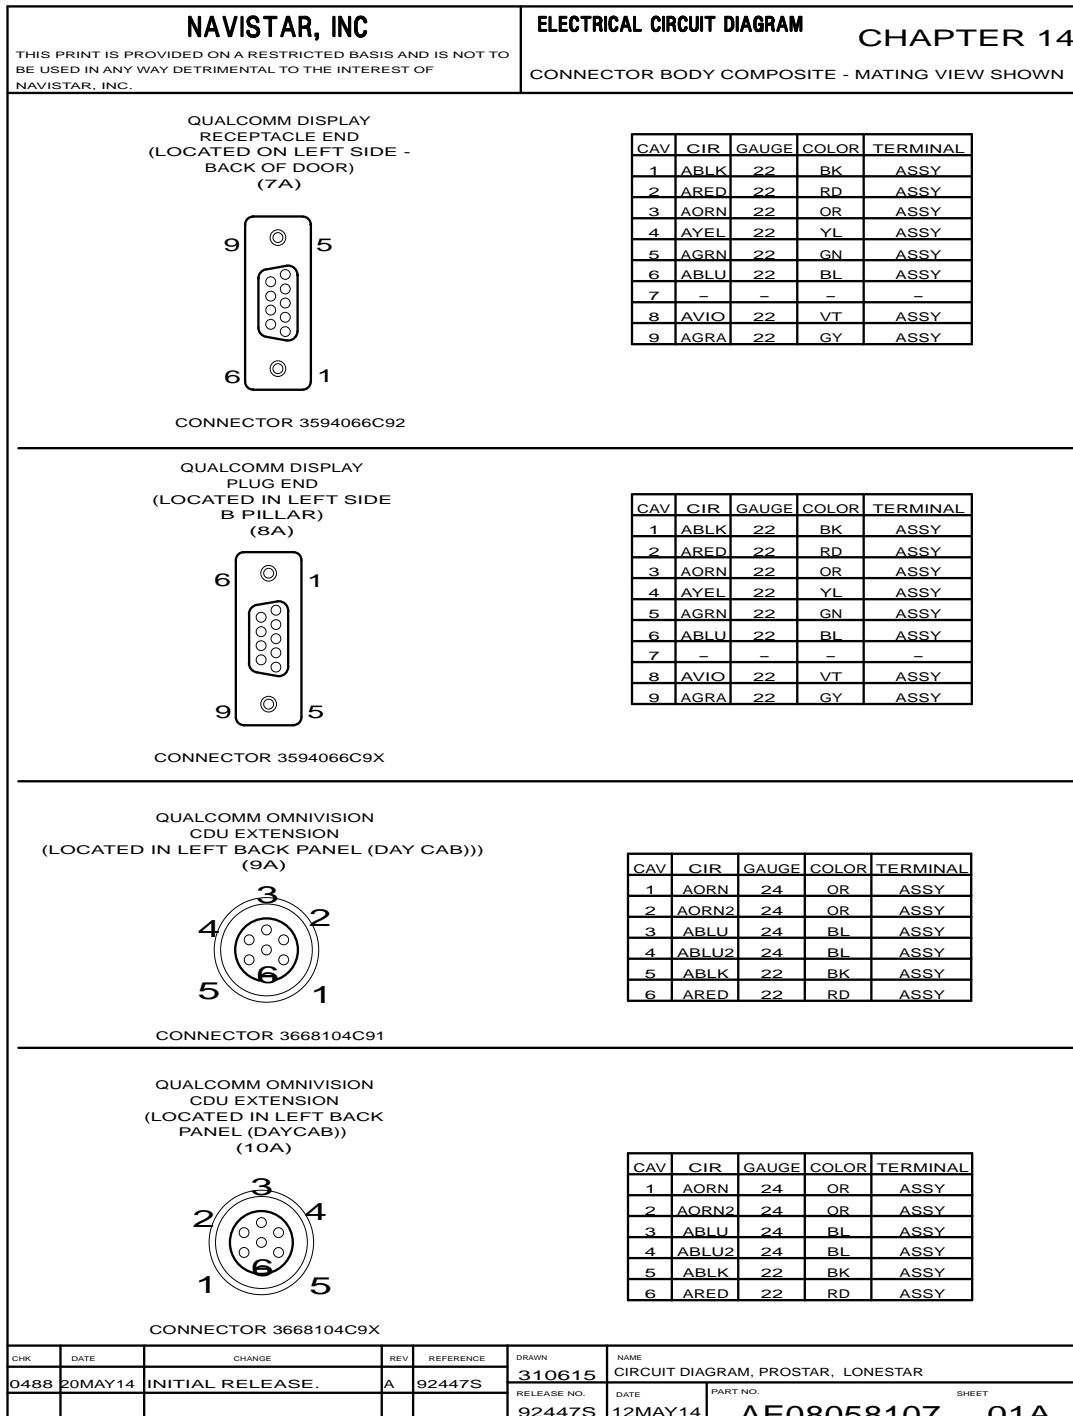 NAVISTAR, INC
THIS PRINT IS PROVIDED ON A RESTRICTED BASIS AND IS NOT TO
BE USED IN ANY WAY DETRIMENTAL TO THE INTEREST OF
NAVISTAR, INC.
ELECTRICAL CIRCUIT DIAGRAM
CHAPTER 14
CONNECTOR BODY COMPOSITE - MATING VIEW SHOWN
QUALCOMM DISPLAY
RECEPTACLE END
(LOCATED ON LEFT SIDE -
BACK OF DOOR)
(7A)
9 5
6 1
CONNECTOR 3594066C92
CAV CIR GAUGE COLOR TERMINAL
1 ABLK 22 BK ASSY
2 ARED 22 RD ASSY
3 AORN 22 OR ASSY
4 AYEL 22 YL ASSY
5 AGRN 22 GN ASSY
6 ABLU 22 BL ASSY
7 – – – –
8 AVIO 22 VT ASSY
9 AGRA 22 GY ASSY
QUALCOMM DISPLAY
PLUG END
(LOCATED IN LEFT SIDE
B PILLAR)
(8A)
6 1
9 5
CONNECTOR 3594066C9X
CAV CIR GAUGE COLOR TERMINAL
1 ABLK 22 BK ASSY
2 ARED 22 RD ASSY
3 AORN 22 OR ASSY
4 AYEL 22 YL ASSY
5 AGRN 22 GN ASSY
6 ABLU 22 BL ASSY
7 – – – –
8 AVIO 22 VT ASSY
9 AGRA 22 GY ASSY
QUALCOMM OMNIVISION
CDU EXTENSION
(LOCATED IN LEFT BACK PANEL (DAY CAB)))
(9A)
3
4 2
6
5 1
CONNECTOR 3668104C91
CAV CIR GAUGE COLOR TERMINAL
1 AORN 24 OR ASSY
2 AORN2 24 OR ASSY
3 ABLU 24 BL ASSY
4 ABLU2 24 BL ASSY
5 ABLK 22 BK ASSY
6 ARED 22 RD ASSY
QUALCOMM OMNIVISION
CDU EXTENSION
(LOCATED IN LEFT BACK
PANEL (DAYCAB))
(10A)
3
2 4
6
1 5
CONNECTOR 3668104C9X
CAV CIR GAUGE COLOR TERMINAL
1 AORN 24 OR ASSY
2 AORN2 24 OR ASSY
3 ABLU 24 BL ASSY
4 ABLU2 24 BL ASSY
5 ABLK 22 BK ASSY
6 ARED 22 RD ASSY
CHK DATE CHANGE REV REFERENCE
0488 20MAY14 INITIAL RELEASE. A 92447S
DRAWN
310615
NAME
CIRCUIT DIAGRAM, PROSTAR, LONESTAR
RELEASE NO.
92447S
DATE
12MAY14
PART NO.
AE08058107
SHEET
01A